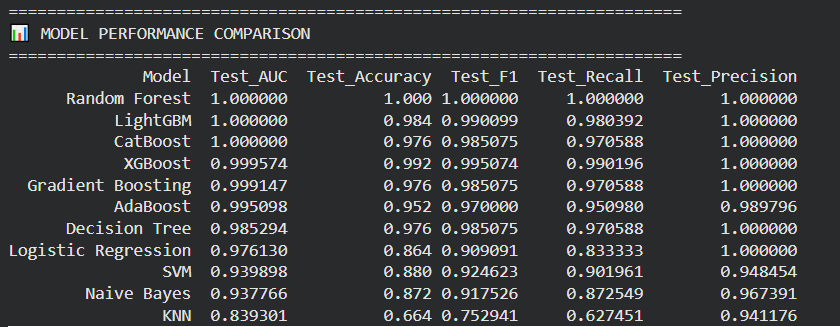 ======================================================================
📊 MODEL PERFORMANCE COMPARISON
======================================================================
Model Test_AUC Test_Accuracy Test_F1 Test_Recall Test_Precision
Random Forest 1.000000 1.000 1.000000 1.000000 1.000000
LightGBM 1.000000 0.984 0.990099 0.980392 1.000000
CatBoost 1.000000 0.976 0.985075 0.970588 1.000000
XGBoost 0.999574 0.992 0.995074 0.990196 1.000000
Gradient Boosting 0.999147 0.976 0.985075 0.970588 1.000000
AdaBoost 0.995098 0.952 0.970000 0.950980 0.989796
Decision Tree 0.985294 0.976 0.985075 0.970588 1.000000
Logistic Regression 0.976130 0.864 0.909091 0.833333 1.000000
SVM 0.939898 0.880 0.924623 0.901961 0.948454
Naive Bayes 0.937766 0.872 0.917526 0.872549 0.967391
KNN 0.839301 0.664 0.752941 0.627451 0.941176